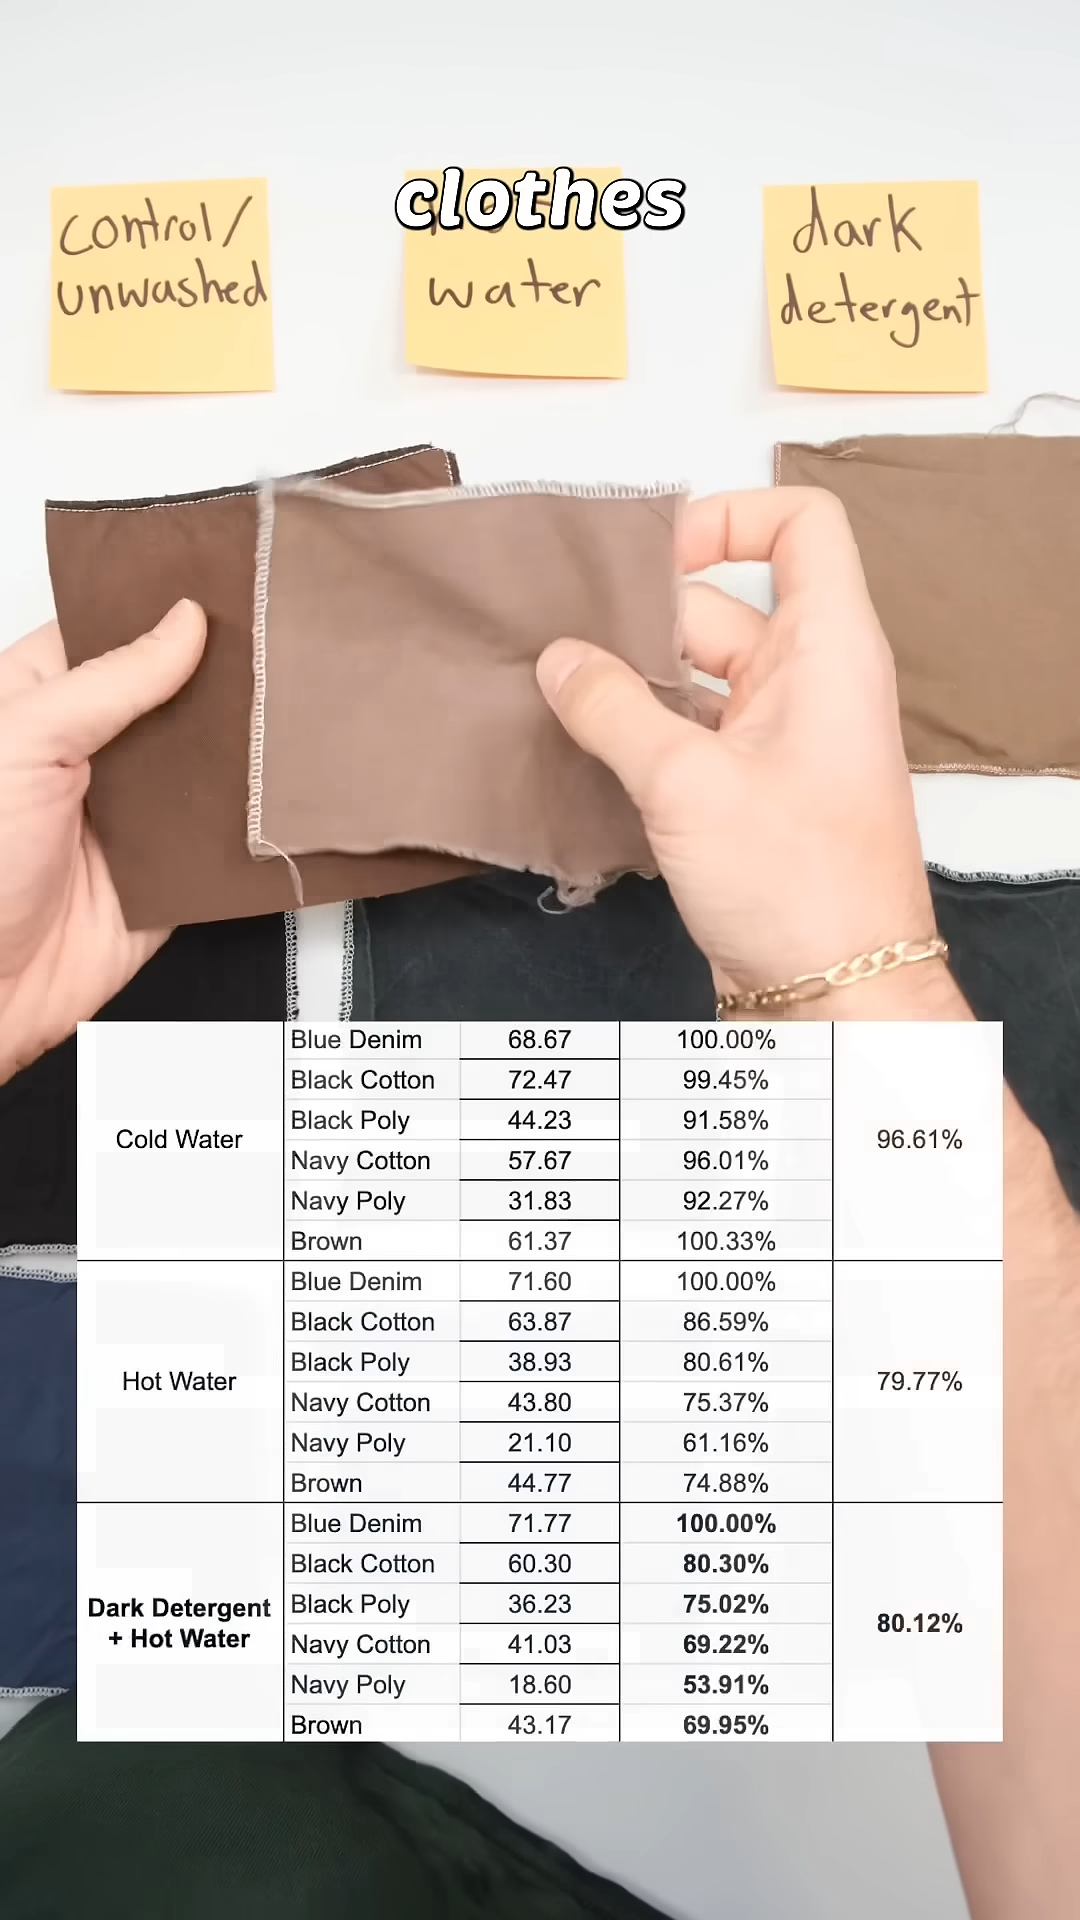 clothes
control/
unwashed
water
dark
detergent
Cold Water
Blue Denim 68.67 100.00%
Black Cotton 72.47 99.45%
Black Poly 44.23 91.58%
Navy Cotton 57.67 96.01%
Navy Poly 31.83 92.27%
Brown 61.37 100.33%
96.61%
Hot Water
Blue Denim 71.60 100.00%
Black Cotton 63.87 86.59%
Black Poly 38.93 80.61%
Navy Cotton 43.80 75.37%
Navy Poly 21.10 61.16%
Brown 44.77 74.88%
79.77%
Dark Detergent
+ Hot Water
Blue Denim 71.77 100.00%
Black Cotton 60.30 80.30%
Black Poly 36.23 75.02%
Navy Cotton 41.03 69.22%
Navy Poly 18.60 53.91%
Brown 43.17 69.95%
80.12%